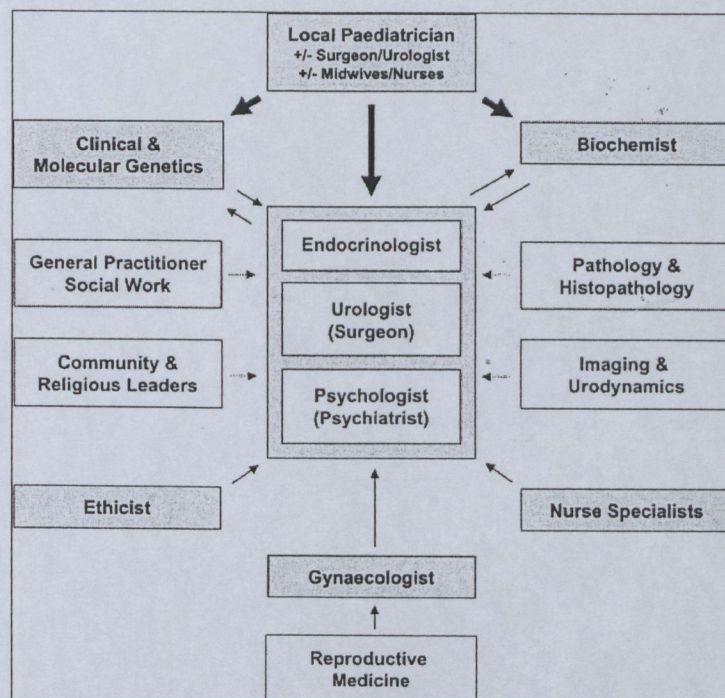 Local Paediatrician
+/- Surgeon/Urologist
+/- Midwives/Nurses
Clinical &
Molecular Genetics
Biochemist
Endocrinologist
General Practitioner
Social Work
Pathology &
Histopathology
Urologist
(Surgeon)
Community &
Religious Leaders
Imaging &
Urodynamics
Psychologist
(Psychiatrist)
Ethicist
Nurse Specialists
Gynaecologist
Reproductive
Medicine